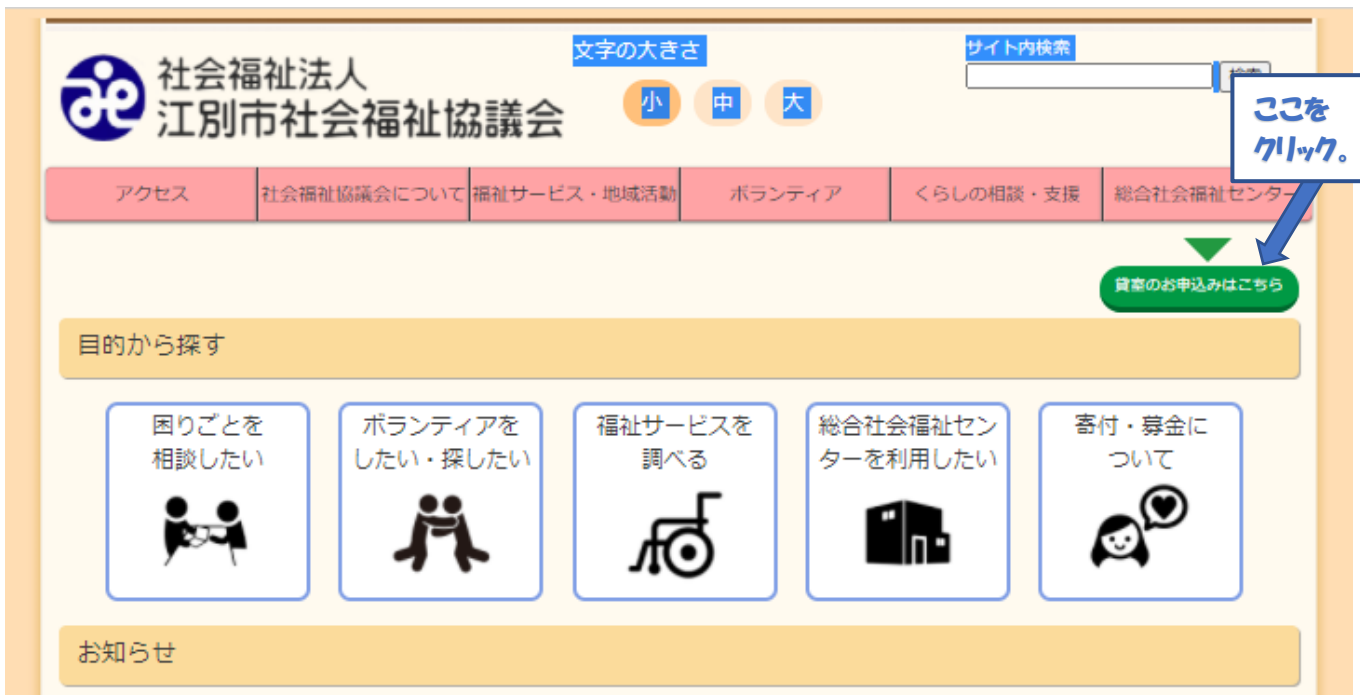 社会福祉法人
江別市社会福祉協議会
文字の大きさ
小 中 大
サイト内検索
ここを
クリック。
アクセス 社会福祉協議会について 福祉サービス・地域活動 ボランティア くらしの相談・支援 総合社会福祉センター
貸室のお申込みはこちら
目的から探す
困りごとを
相談したい
ボランティアを
したい・探したい
福祉サービスを
調べる
総合社会福祉セン
ターを利用したい
寄付・募金に
ついて
お知らせ